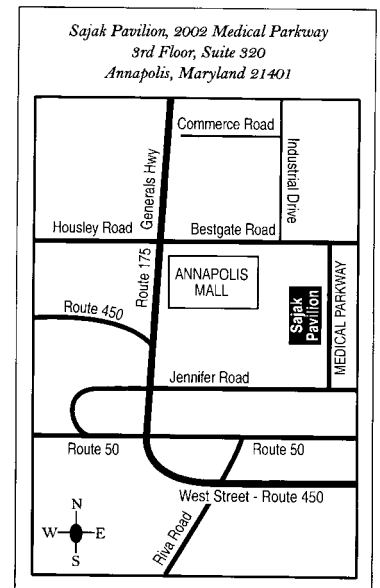 Sajak Pavilion, 2002 Medical Parkway
3rd Floor, Suite 320
Annapolis, Maryland 21401
Commerce Road
Generals Hwy
Industrial Drive
Housley Road
Bestgate Road
Route 175
ANNAPOLIS
MALL
Route 450
Sajak
Pavilion
MEDICAL PARKWAY
Jennifer Road
Route 50
Route 50
West Street - Route 450
Riva Road
N
W
E
S